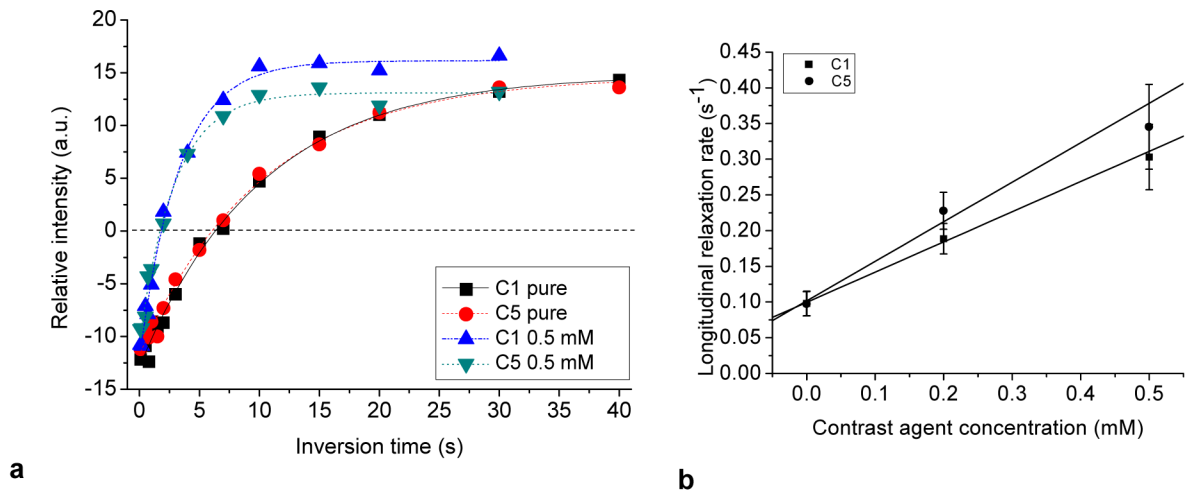 20
15
10
5
0
-5
-10
-15
Relative intensity (a.u.)
C1 pure
C5 pure
C1 0.5 mM
C5 0.5 mM
0 5 10 15 20 25 30 35 40
Inversion time (s)
a
0.45
0.40
0.35
0.30
0.25
0.20
0.15
0.10
0.05
0.00
Longitudinal relaxation rate (s-1)
C1
C5
0.0 0.1 0.2 0.3 0.4 0.5
Contrast agent concentration (mM)
b